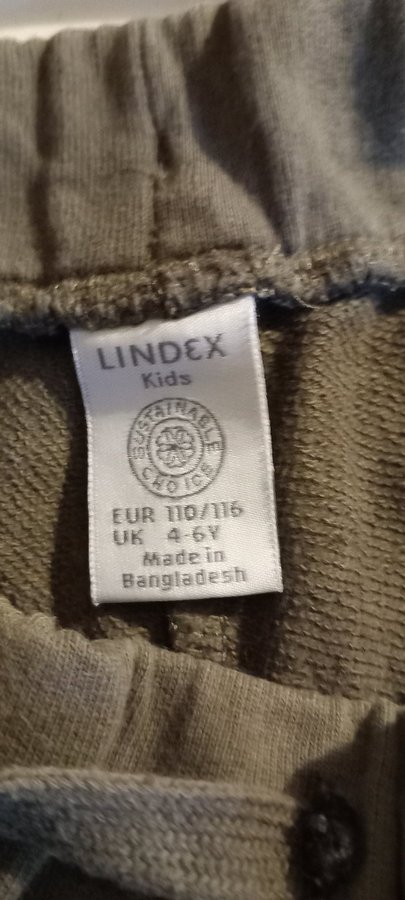 LINDEX
Kids
SUSTAINABLE
CHOICE
EUR 110/116
UK 4-6Y
Made in
Bangladesh